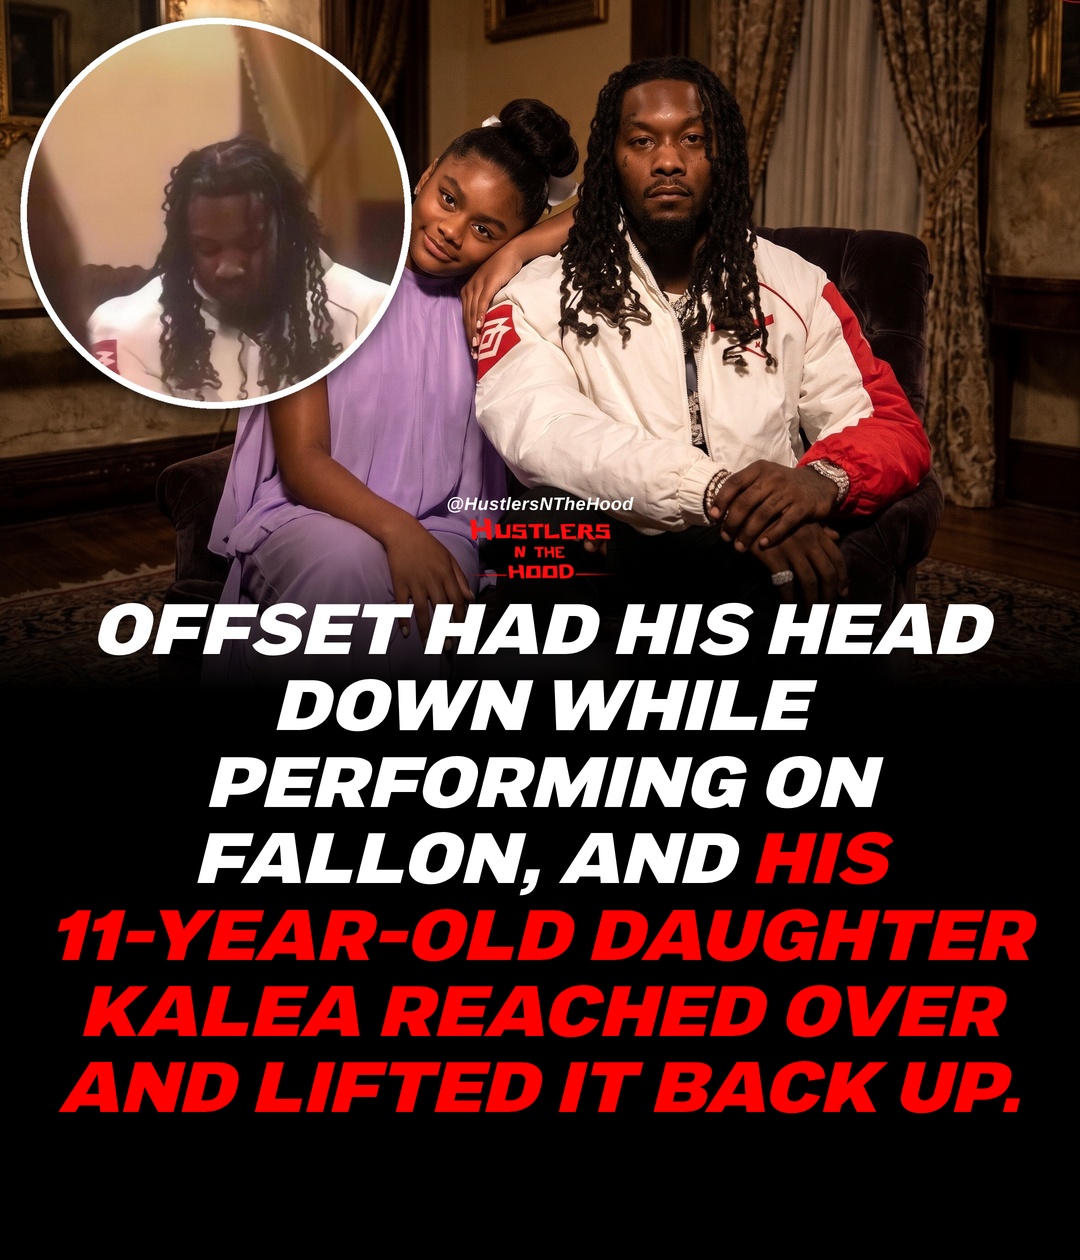 @HustlersNTheHood
HUSTLERS
N THE
HOOD
OFFSET HAD HIS HEAD
DOWN WHILE
PERFORMING ON
FALLON, AND HIS
11-YEAR-OLD DAUGHTER
KALEA REACHED OVER
AND LIFTED IT BACK UP.